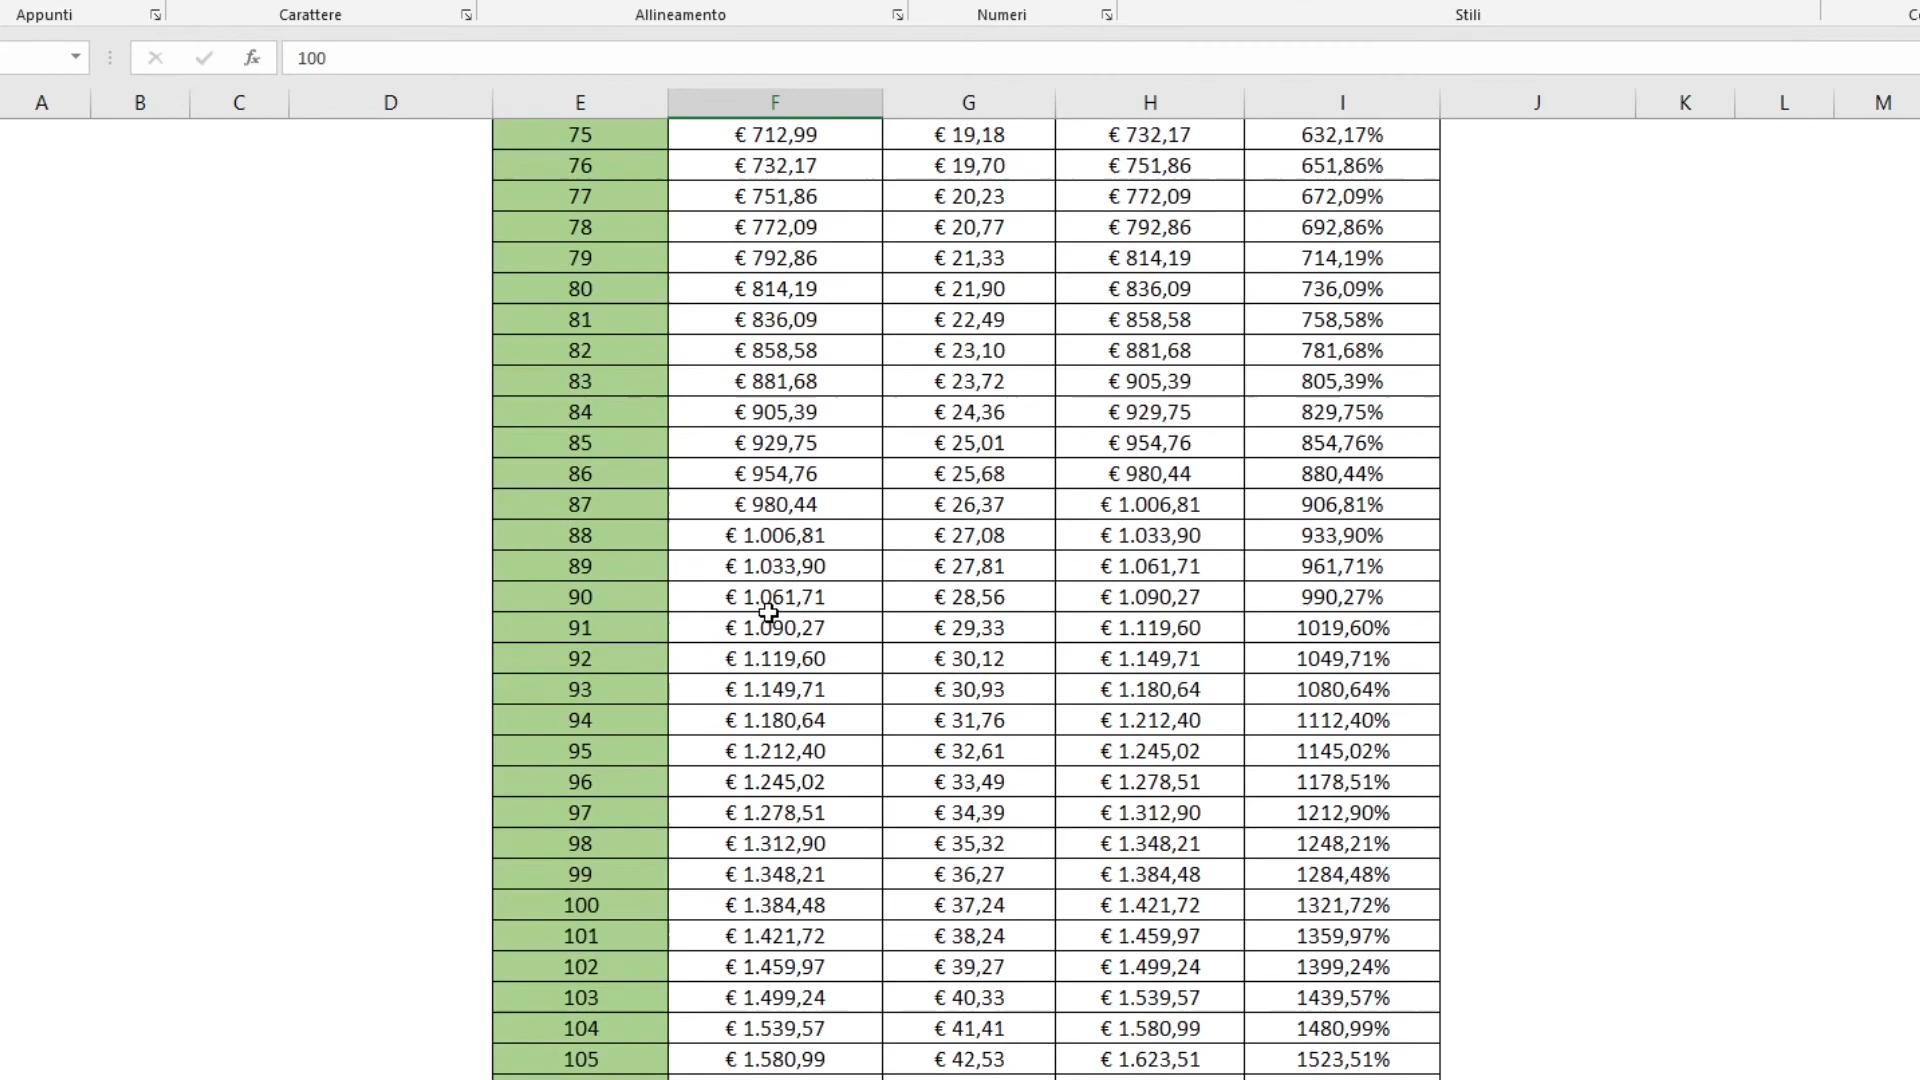 Appunti Carattere Allineamento Numeri Stili
fx 100
A B C D E F G H I J K L M
75 € 712,99 € 19,18 € 732,17 632,17%
76 € 732,17 € 19,70 € 751,86 651,86%
77 € 751,86 € 20,23 € 772,09 672,09%
78 € 772,09 € 20,77 € 792,86 692,86%
79 € 792,86 € 21,33 € 814,19 714,19%
80 € 814,19 € 21,90 € 836,09 736,09%
81 € 836,09 € 22,49 € 858,58 758,58%
82 € 858,58 € 23,10 € 881,68 781,68%
83 € 881,68 € 23,72 € 905,39 805,39%
84 € 905,39 € 24,36 € 929,75 829,75%
85 € 929,75 € 25,01 € 954,76 854,76%
86 € 954,76 € 25,68 € 980,44 880,44%
87 € 980,44 € 26,37 € 1.006,81 906,81%
88 € 1.006,81 € 27,08 € 1.033,90 933,90%
89 € 1.033,90 € 27,81 € 1.061,71 961,71%
90 € 1.061,71 € 28,56 € 1.090,27 990,27%
91 € 1.090,27 € 29,33 € 1.119,60 1019,60%
92 € 1.119,60 € 30,12 € 1.149,71 1049,71%
93 € 1.149,71 € 30,93 € 1.180,64 1080,64%
94 € 1.180,64 € 31,76 € 1.212,40 1112,40%
95 € 1.212,40 € 32,61 € 1.245,02 1145,02%
96 € 1.245,02 € 33,49 € 1.278,51 1178,51%
97 € 1.278,51 € 34,39 € 1.312,90 1212,90%
98 € 1.312,90 € 35,32 € 1.348,21 1248,21%
99 € 1.348,21 € 36,27 € 1.384,48 1284,48%
100 € 1.384,48 € 37,24 € 1.421,72 1321,72%
101 € 1.421,72 € 38,24 € 1.459,97 1359,97%
102 € 1.459,97 € 39,27 € 1.499,24 1399,24%
103 € 1.499,24 € 40,33 € 1.539,57 1439,57%
104 € 1.539,57 € 41,41 € 1.580,99 1480,99%
105 € 1.580,99 € 42,53 € 1.623,51 1523,51%